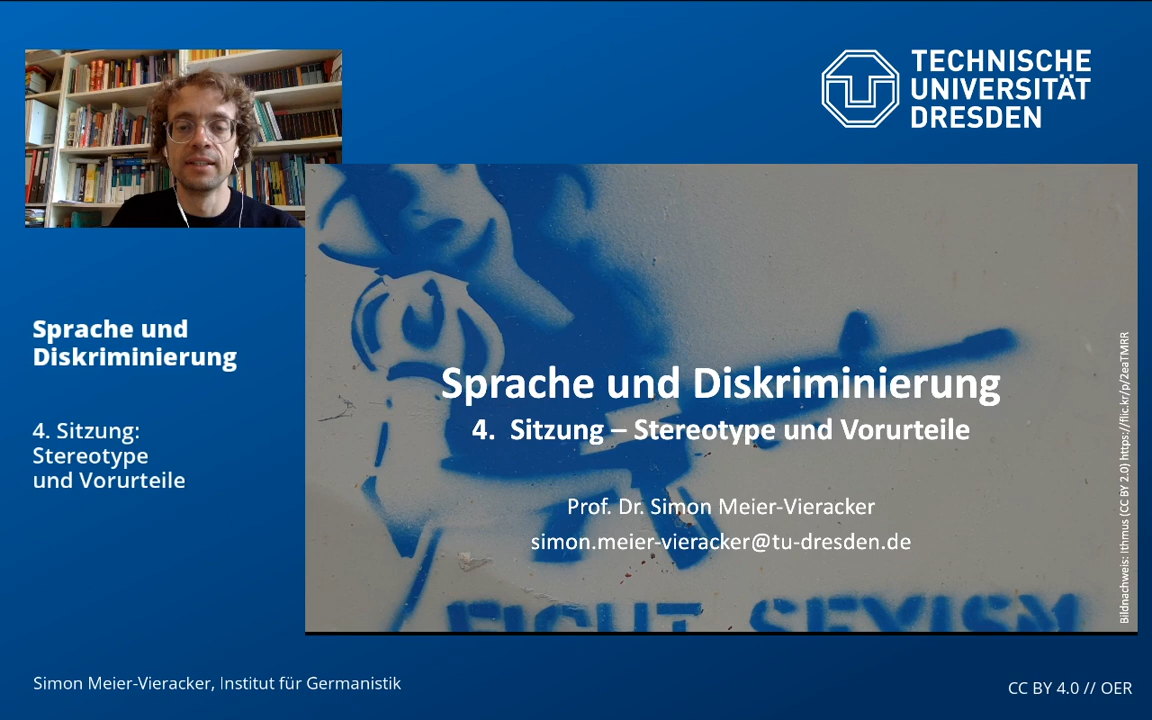 TECHNISCHE
UNIVERSITÄT
DRESDEN
Sprache und
Diskriminierung
4. Sitzung:
Stereotype
und Vorurteile
Sprache und Diskriminierung
4. Sitzung – Stereotype und Vorurteile
Prof. Dr. Simon Meier-Vieracker
simon.meier-vieracker@tu-dresden.de
FIGHT SEXISM
Bildnachweis: Ithmus (CC BY 2.0) https://flic.kr/p/2eaTMRR
Simon Meier-Vieracker, Institut für Germanistik
CC BY 4.0 // OER